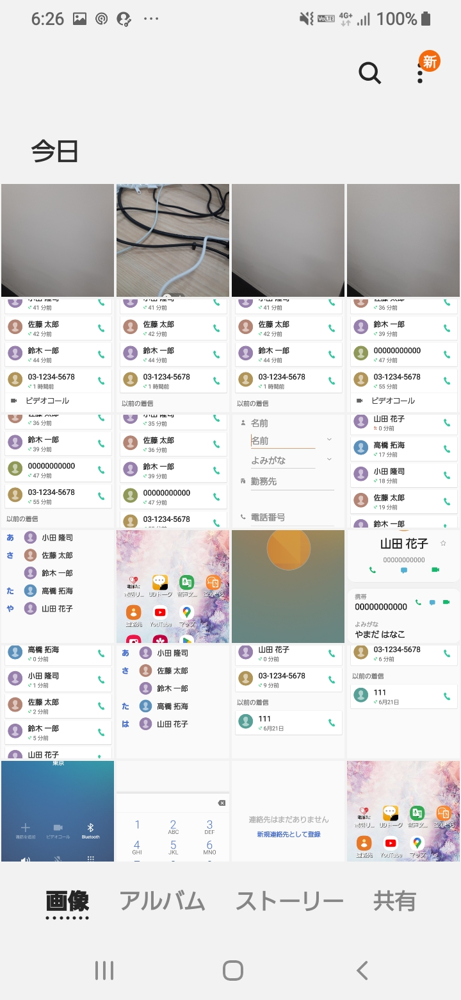 6:26
VoLTE 4G+ 100%
新
今日
41 分前
佐藤 太郎
42 分前
鈴木 一郎
44 分前
03-1234-5678
1 時間前
ビデオコール
41 分前
佐藤 太郎
42 分前
鈴木 一郎
44 分前
03-1234-5678
1 時間前
以前の着信
41 分前
佐藤 太郎
42 分前
鈴木 一郎
44 分前
03-1234-5678
1 時間前
以前の着信
36 分前
鈴木 一郎
39 分前
00000000000
47 分前
03-1234-5678
55 分前
ビデオコール
36 分前
鈴木 一郎
39 分前
00000000000
47 分前
03-1234-5678
55 分前
以前の着信
小田 隆司
35 分前
佐藤 太郎
36 分前
鈴木 一郎
39 分前
00000000000
47 分前
03-1234-5678
名前
名前
よみがな
勤務先
電話番号
山田 花子
0 分前
高橋 拓海
17 分前
小田 隆司
18 分前
佐藤 太郎
19 分前
鈴木 一郎
あ 小田 隆司
さ 佐藤 太郎
鈴木 一郎
た 高橋 拓海
や 山田 花子
電話リ... UDトーク 音声文... こえとら
連絡先 YouTube マップ
山田 花子
00000000000
携帯
00000000000
よみがな
やまだ はなこ
高橋 拓海
0 分前
小田 隆司
1 分前
佐藤 太郎
2 分前
鈴木 一郎
5 分前
山田 花子
あ 小田 隆司
さ 佐藤 太郎
鈴木 一郎
た 高橋 拓海
は 山田 花子
山田 花子
0 分前
03-1234-5678
9 分前
以前の着信
111
6月21日
03-1234-5678
6 分前
以前の着信
111
6月21日
東京
通話を追加 ビデオコール Bluetooth
1 2 ABC 3 DEF
4 GHI 5 JKL 6 MNO
連絡先はまだありません
新規連絡先として登録
電話リ... UDトーク 音声文... こえとら
連絡先 YouTube マップ
画像 アルバム ストーリー 共有